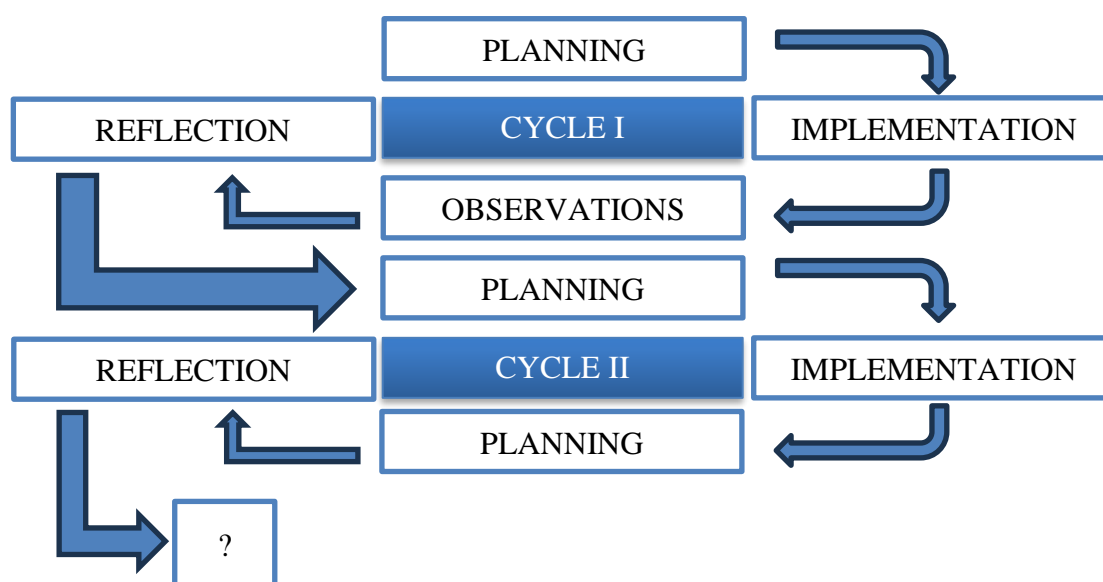 PLANNING
REFLECTION
CYCLE I
IMPLEMENTATION
OBSERVATIONS
PLANNING
REFLECTION
CYCLE II
IMPLEMENTATION
PLANNING
?